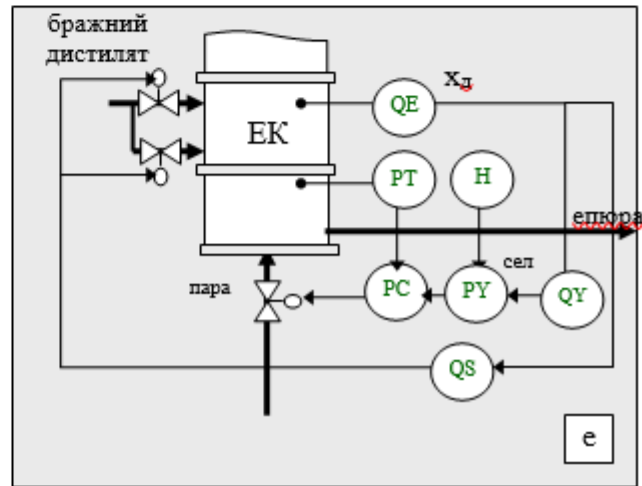 бражний
дистилят
QE
Xд
ЕК
PT
H
епюра
сел
пара
PC
PY
QY
QS
е